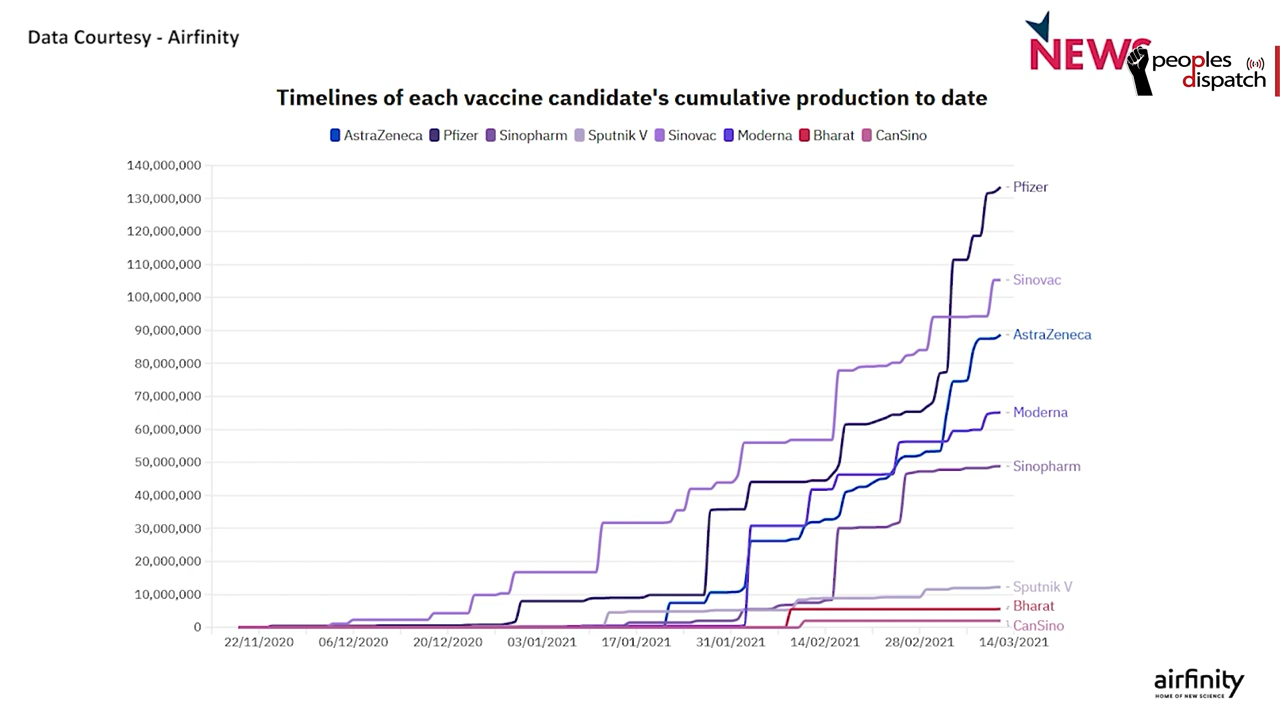 Data Courtesy - Airfinity
NEWS
peoples
dispatch
Timelines of each vaccine candidate's cumulative production to date
AstraZeneca Pfizer Sinopharm Sputnik V Sinovac Moderna Bharat CanSino
140,000,000
130,000,000
120,000,000
110,000,000
100,000,000
90,000,000
80,000,000
70,000,000
60,000,000
50,000,000
40,000,000
30,000,000
20,000,000
10,000,000
0
Pfizer
Sinovac
AstraZeneca
Moderna
Sinopharm
Sputnik V
Bharat
CanSino
22/11/2020 06/12/2020 20/12/2020 03/01/2021 17/01/2021 31/01/2021 14/02/2021 28/02/2021 14/03/2021
airfinity
HOME OF NEW SCIENCE